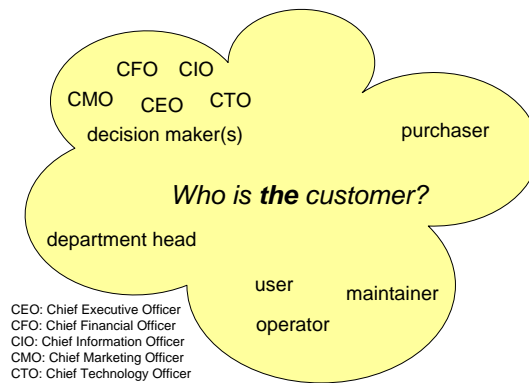 CFO CIO
CMO CEO CTO
decision maker(s)
purchaser
Who is the customer?
department head
user
maintainer
operator
CEO: Chief Executive Officer
CFO: Chief Financial Officer
CIO: Chief Information Officer
CMO: Chief Marketing Officer
CTO: Chief Technology Officer